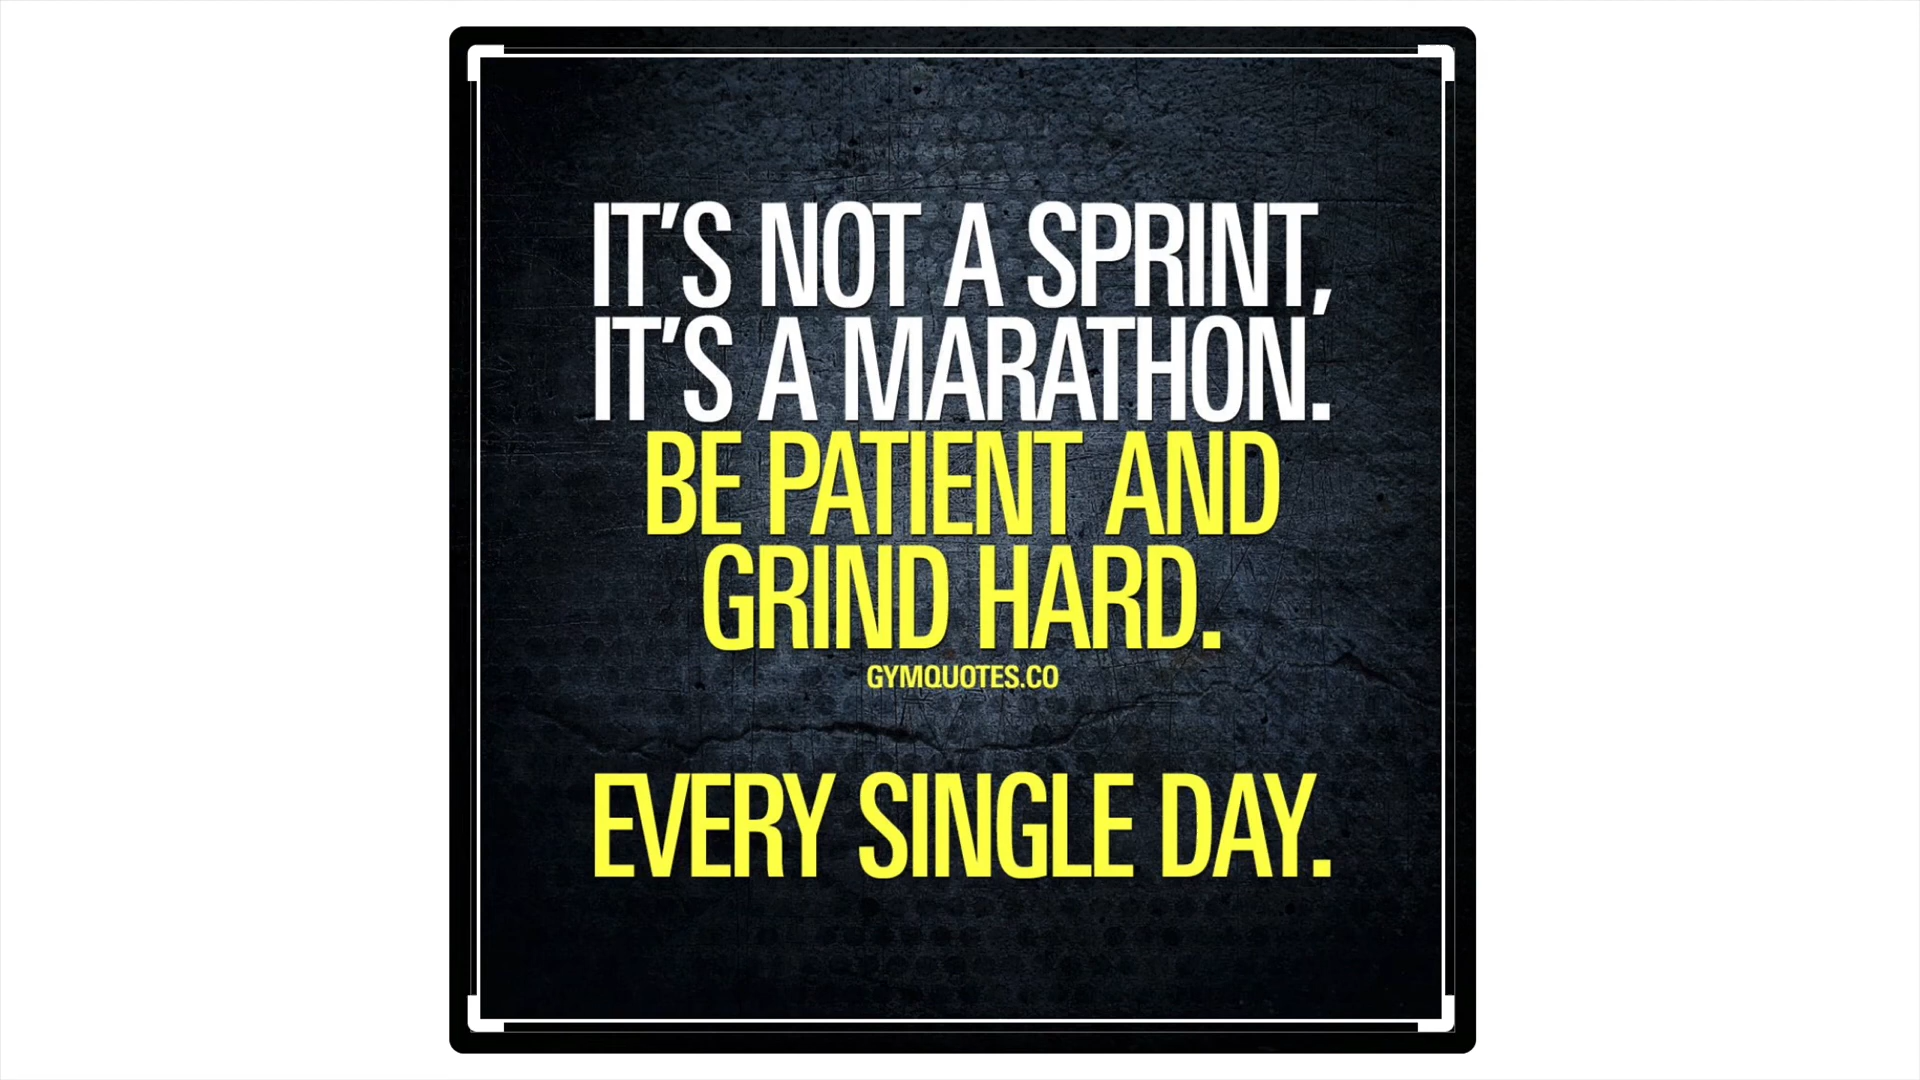 IT'S NOT A SPRINT,
IT'S A MARATHON.
BE PATIENT AND
GRIND HARD.
GYMQUOTES.CO
EVERY SINGLE DAY.